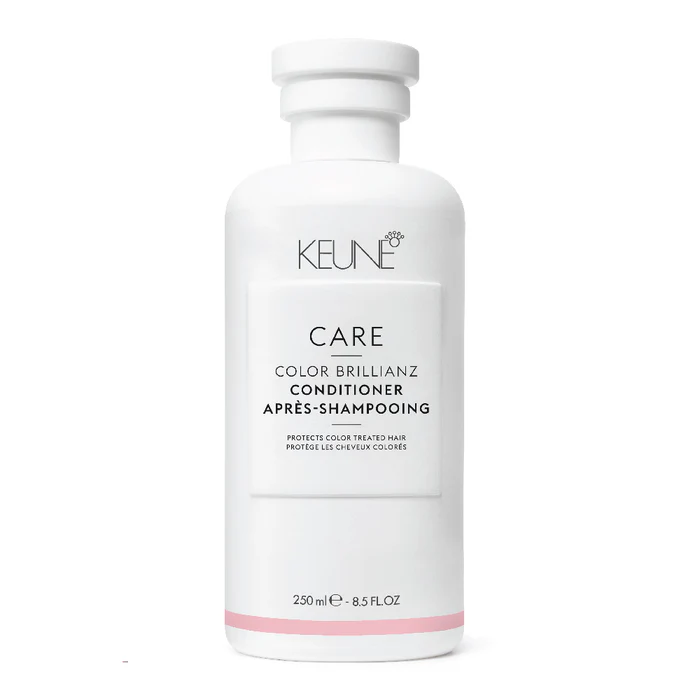 KEUNE
CARE
COLOR BRILLIANZ
CONDITIONER
APRÈS-SHAMPOOING
PROTECTS COLOR TREATED HAIR
PROTÈGE LES CHEVEUX COLORÉS
250 ml ℮ - 8.5 FL.OZ